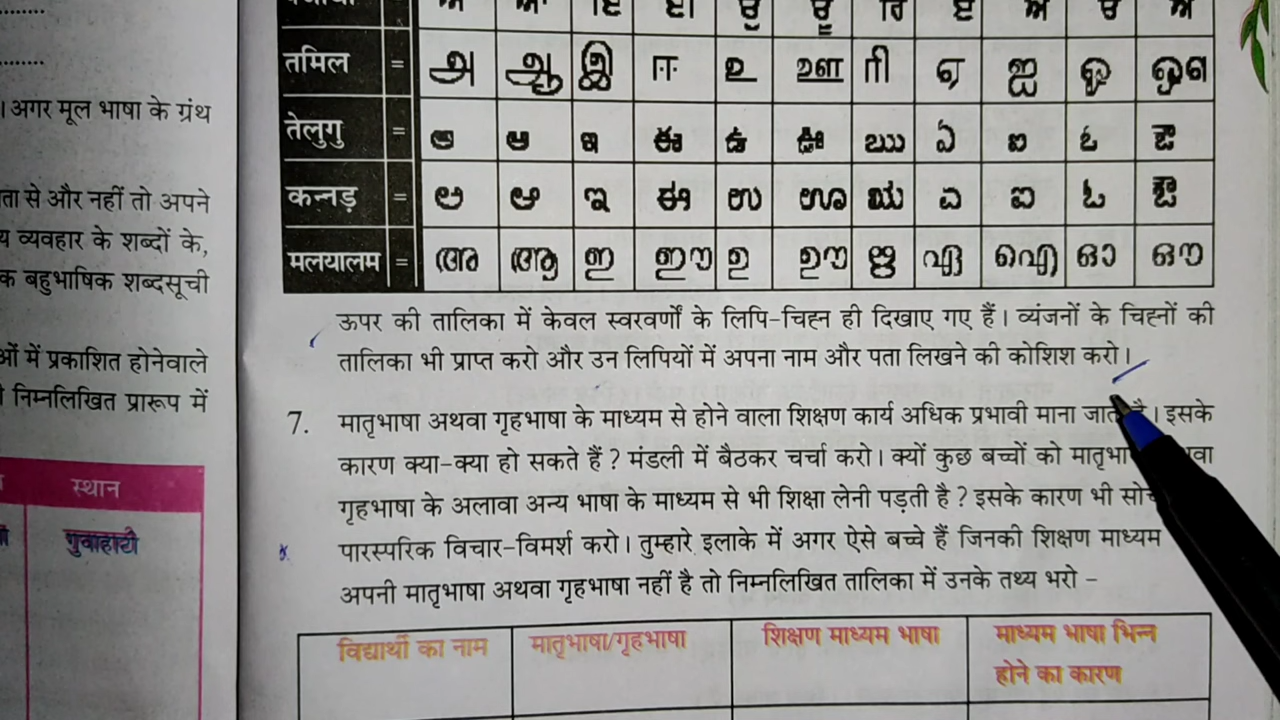 । अगर मूल भाषा के ग्रंथ
ता से और नहीं तो अपने
य व्यवहार के शब्दों के,
क बहुभाषिक शब्दसूची
ओं में प्रकाशित होनेवाले
निम्नलिखित प्रारूप में
स्थान
गुवाहाटी
तमिल = அ ஆ இ ஈ உ ஊ ரி ஏ ஐ ஓ ஔ
तेलुगु = అ ఆ ఇ ఈ ఉ ఊ ఋ ఏ ఐ ఓ ఔ
कन्नड़ = ಅ ಆ ಇ ಈ ಉ ಊ ಋ ಏ ಐ ಓ ಔ
मलयालम = അ ആ ഇ ഈ ഉ ഊ ഋ ഏ ഐ ഓ ഔ
ऊपर की तालिका में केवल स्वरवर्णों के लिपि-चिह्न ही दिखाए गए हैं। व्यंजनों के चिह्नों की
तालिका भी प्राप्त करो और उन लिपियों में अपना नाम और पता लिखने की कोशिश करो।
7. मातृभाषा अथवा गृहभाषा के माध्यम से होने वाला शिक्षण कार्य अधिक प्रभावी माना जाता है। इसके
कारण क्या-क्या हो सकते हैं ? मंडली में बैठकर चर्चा करो। क्यों कुछ बच्चों को
गृहभाषा के अलावा अन्य भाषा के माध्यम से भी शिक्षा लेनी पड़ती है ? इसके कारण भी
पारस्परिक विचार-विमर्श करो। तुम्हारे इलाके में अगर ऐसे बच्चे हैं जिनकी शिक्षण माध्यम
अपनी मातृभाषा अथवा गृहभाषा नहीं है तो निम्नलिखित तालिका में उनके तथ्य भरो –
विद्यार्थी का नाम मातृभाषा/गृहभाषा शिक्षण माध्यम भाषा माध्यम भाषा भिन्न
होने का कारण